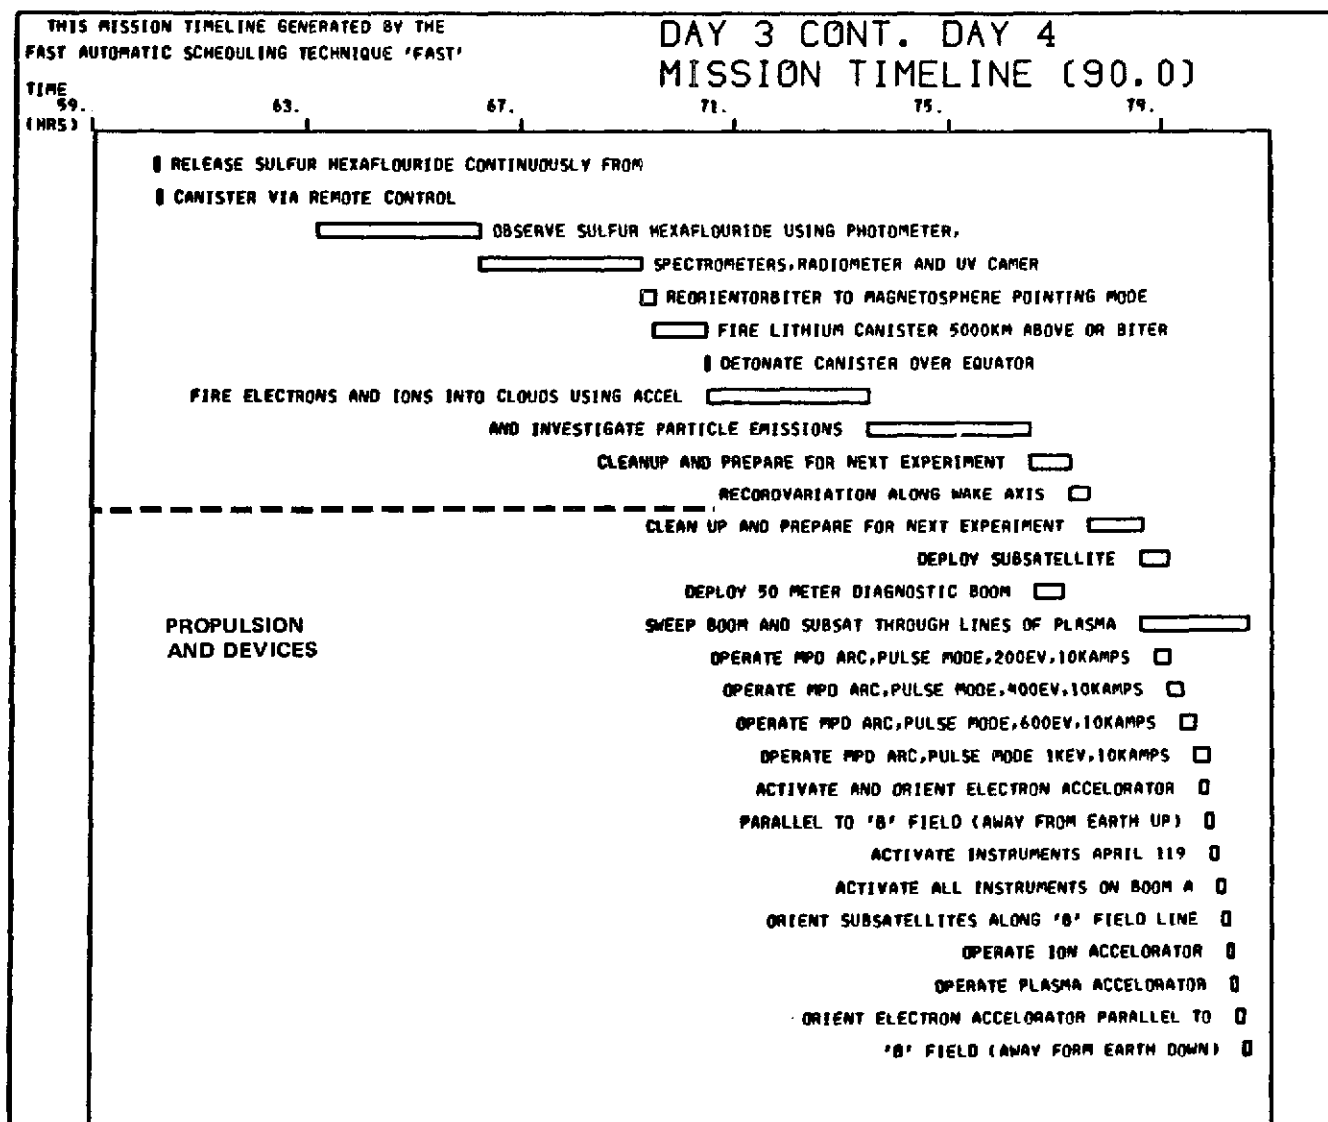 THIS MISSION TIMELINE GENERATED BY THE
FAST AUTOMATIC SCHEDULING TECHNIQUE 'FAST'
DAY 3 CONT. DAY 4
MISSION TIMELINE (90.0)
TIME
59. 63. 67. 71. 75. 79.
(HRS)
RELEASE SULFUR HEXAFLOURIDE CONTINUOUSLY FROM
CANISTER VIA REMOTE CONTROL
OBSERVE SULFUR HEXAFLOURIDE USING PHOTOMETER,
SPECTROMETERS,RADIOMETER AND UV CAMER
REORIENTORBITER TO MAGNETOSPHERE POINTING MODE
FIRE LITHIUM CANISTER 5000KM ABOVE OR BITER
DETONATE CANISTER OVER EQUATOR
FIRE ELECTRONS AND IONS INTO CLOUDS USING ACCEL
AND INVESTIGATE PARTICLE EMISSIONS
CLEANUP AND PREPARE FOR NEXT EXPERIMENT
RECORDVARIATION ALONG WAKE AXIS
CLEAN UP AND PREPARE FOR NEXT EXPERIMENT
DEPLOY SUBSATELLITE
DEPLOY 50 METER DIAGNOSTIC BOOM
PROPULSION
AND DEVICES
SWEEP BOOM AND SUBSAT THROUGH LINES OF PLASMA
OPERATE MPD ARC,PULSE MODE,200EV,10KAMPS
OPERATE MPD ARC,PULSE MODE,400EV,10KAMPS
OPERATE MPD ARC,PULSE MODE,600EV,10KAMPS
OPERATE MPD ARC,PULSE MODE 1KEV,10KAMPS
ACTIVATE AND ORIENT ELECTRON ACCELORATOR
PARALLEL TO 'B' FIELD (AWAY FROM EARTH UP)
ACTIVATE INSTRUMENTS APRIL 119
ACTIVATE ALL INSTRUMENTS ON BOOM A
ORIENT SUBSATELLITES ALONG 'B' FIELD LINE
OPERATE ION ACCELORATOR
OPERATE PLASMA ACCELORATOR
ORIENT ELECTRON ACCELORATOR PARALLEL TO
'B' FIELD (AWAY FORM EARTH DOWN)